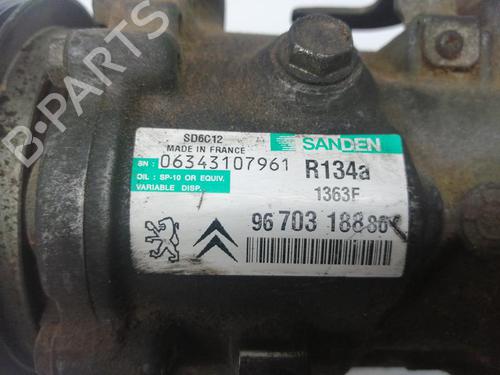 B-PARTS
SD6C12
MADE IN FRANCE
SANDEN
SN: 06343107961
R134a
OIL: SP-10 OR EQUIV.
VARIABLE DISP.
1363F
96 703 188 80